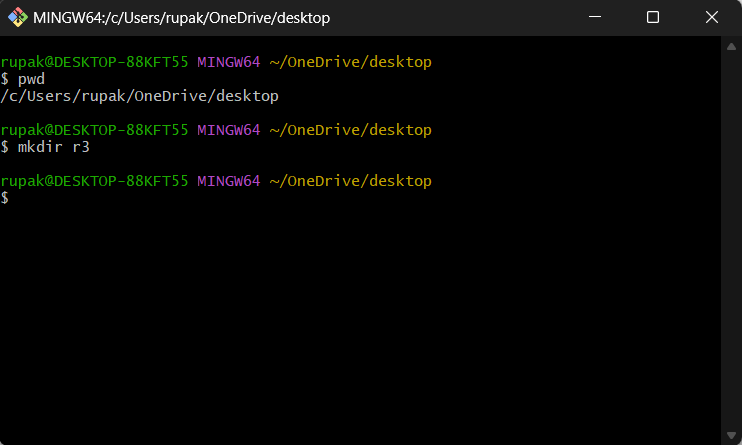 MINGW64:/c/Users/rupak/OneDrive/desktop
rupak@DESKTOP-88KFT55 MINGW64 ~/OneDrive/desktop
$ pwd
/c/Users/rupak/OneDrive/desktop
rupak@DESKTOP-88KFT55 MINGW64 ~/OneDrive/desktop
$ mkdir r3
rupak@DESKTOP-88KFT55 MINGW64 ~/OneDrive/desktop
$